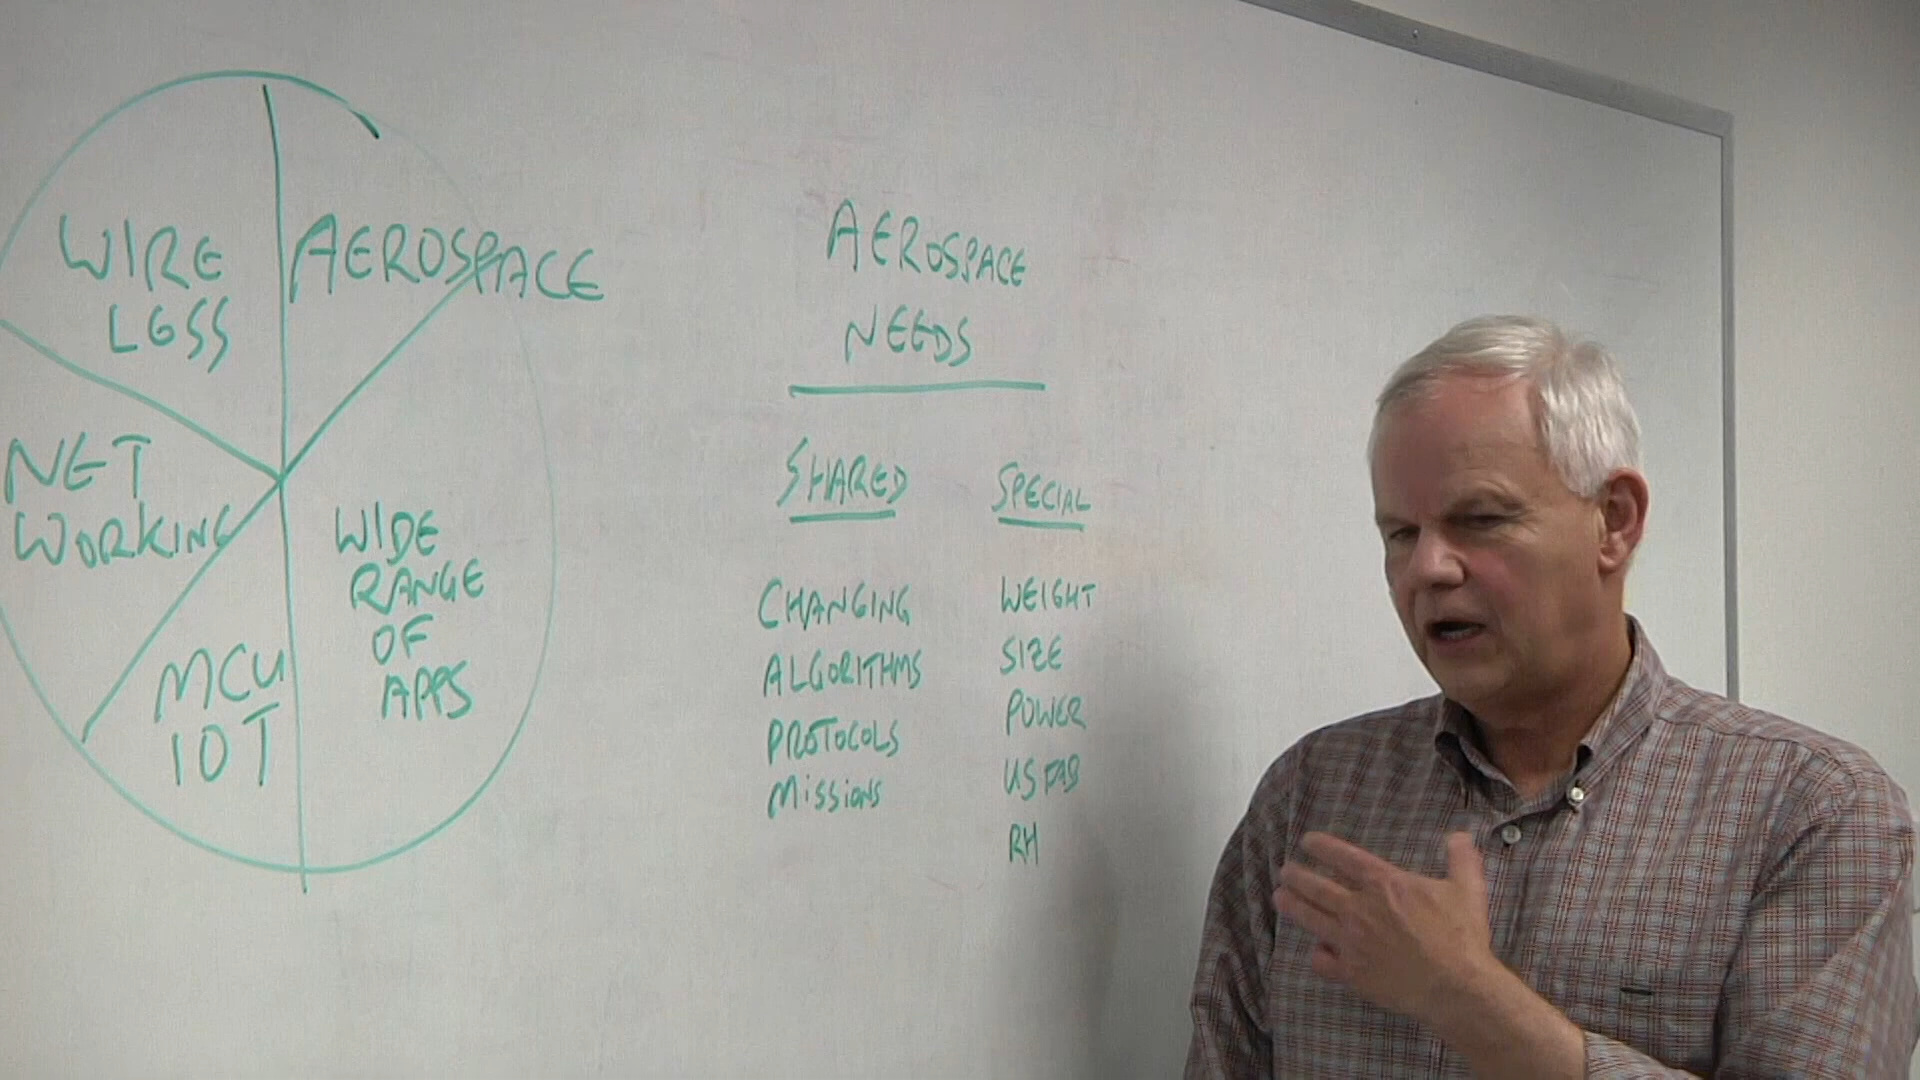 WIRE
LESS
AEROSPACE
NET
WORKING
MCU
IOT
WIDE
RANGE
OF
APPS
AEROSPACE
NEEDS
SHARED
CHANGING
ALGORITHMS
PROTOCOLS
MISSIONS
SPECIAL
WEIGHT
SIZE
POWER
US FAB
RH